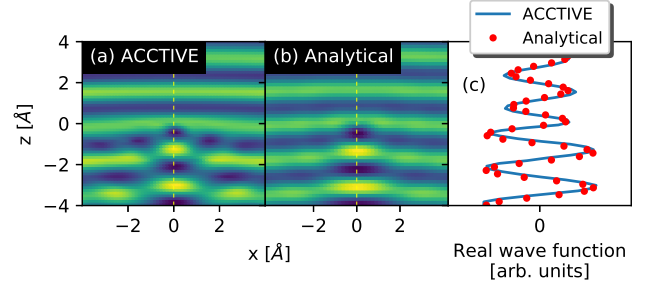 ACCTIVE
Analytical
(a) ACCTIVE
(b) Analytical
(c)
z [Å]
4
2
0
−2
−4
−2 0 2
−2 0 2
0
x [Å]
Real wave function
[arb. units]